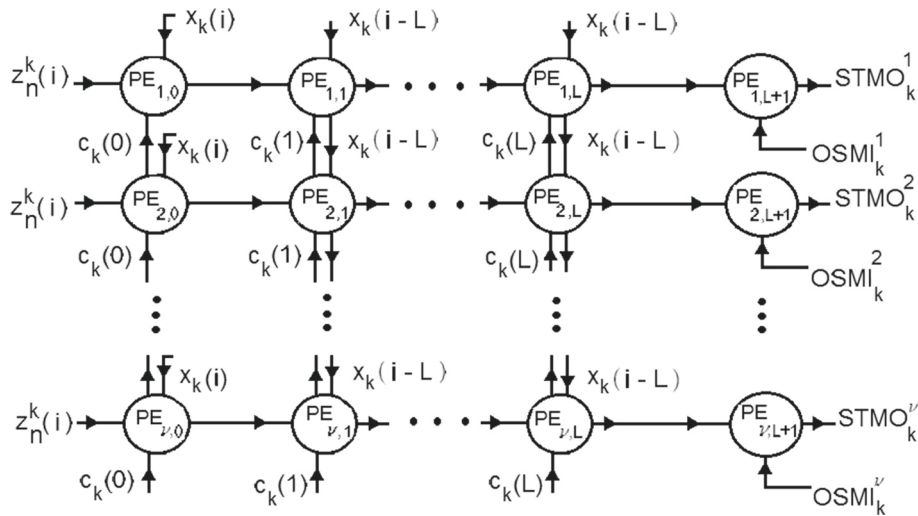 x_k(i) x_k(i - L) x_k(i - L)
z_n^k(i) PE_1,0 PE_1,1 • • • PE_1,L PE_1,L+1 STMO_k^1
c_k(0) x_k(i) c_k(1) x_k(i - L) c_k(L) x_k(i - L) OSMI_k^1
z_n^k(i) PE_2,0 PE_2,1 • • • PE_2,L PE_2,L+1 STMO_k^2
c_k(0) c_k(1) c_k(L) OSMI_k^2
x_k(i) x_k(i - L) x_k(i - L)
z_n^k(i) PE_ν,0 PE_ν,1 • • • PE_ν,L PE_ν,L+1 STMO_k^ν
c_k(0) c_k(1) c_k(L) OSMI_k^ν